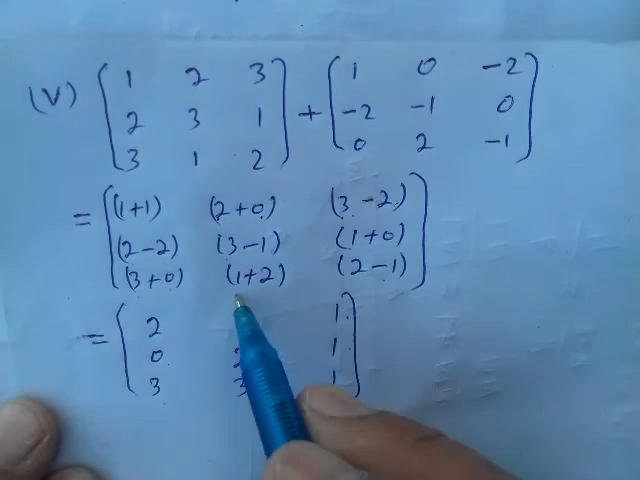 (V) 1 2 3 1 0 -2
2 3 1 + -2 -1 0
3 1 2 0 2 -1
= (1+1) (2+0) (3-2)
(2-2) (3-1) (1+0)
(3+0) (1+2) (2-1)
= 2 1
0 2 1
3 3 1